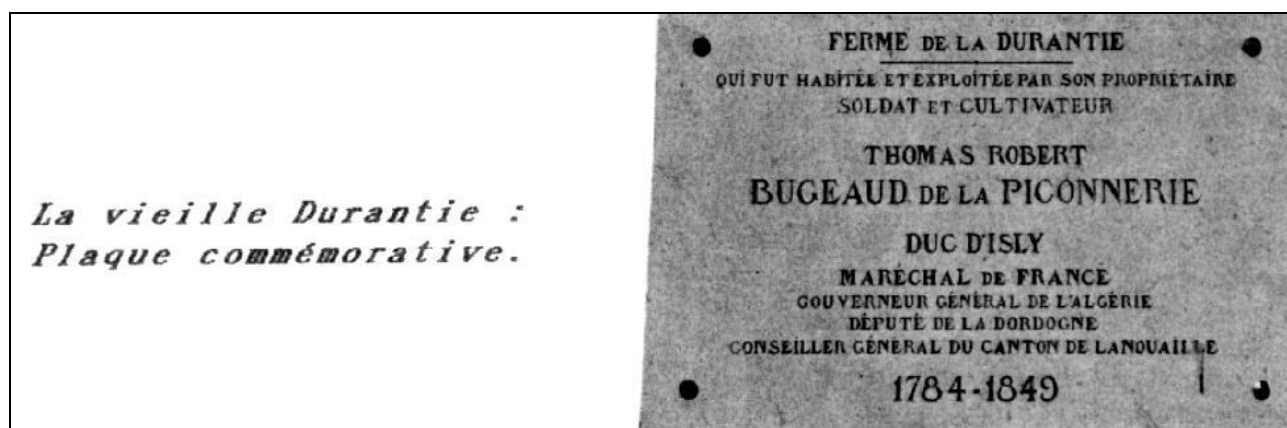 La vieille Durantie :
Plaque commémorative.
FERME DE LA DURANTIE
QUI FUT HABITÉE ET EXPLOITÉE PAR SON PROPRIÉTAIRE
SOLDAT ET CULTIVATEUR
THOMAS ROBERT
BUGEAUD DE LA PICONNERIE
DUC D'ISLY
MARÉCHAL DE FRANCE
GOUVERNEUR GÉNÉRAL DE L'ALGÉRIE
DÉPUTÉ DE LA DORDOGNE
CONSEILLER GÉNÉRAL DU CANTON DE LANOUAILLE
1784-1849